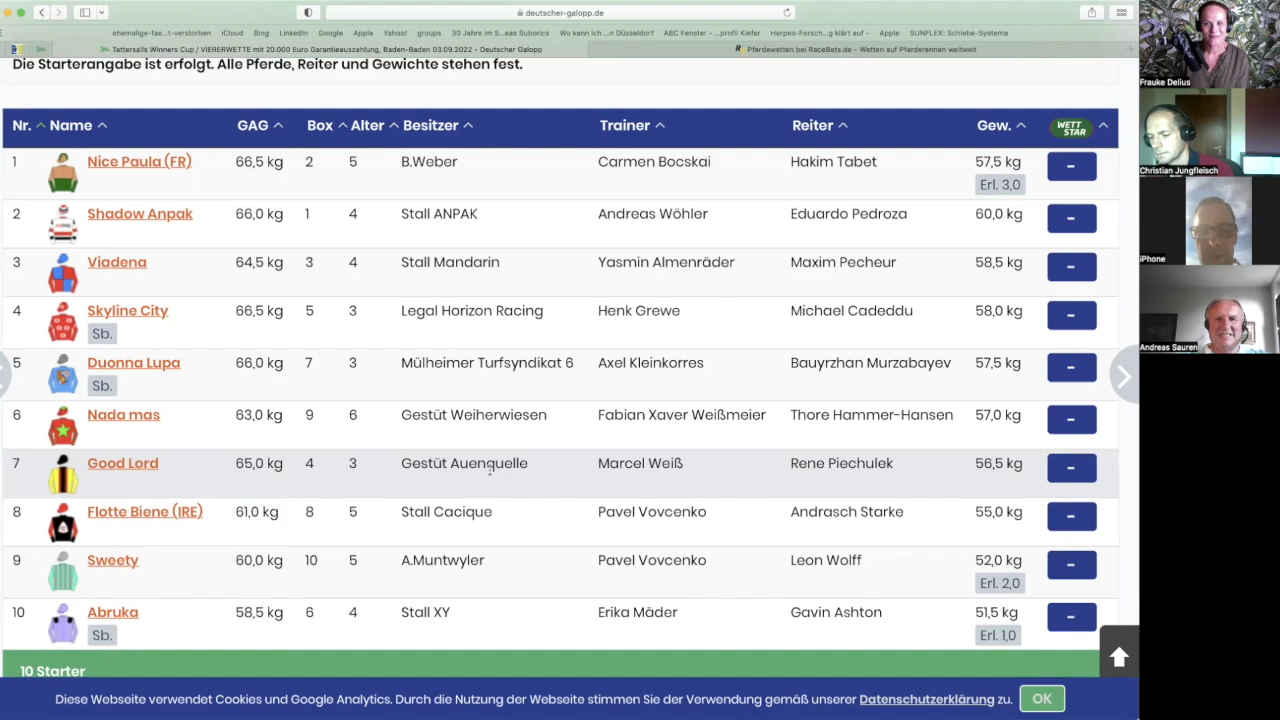 deutscher-galopp.de
ehemalige-fae...t-verstorben iCloud Bing LinkedIn Google Apple Yahoo! groups 30 Jahre im S...eas Suborics Wo kann ich ...n Düsseldorf ABC Fenster - ...profil Kiefer Herpes-Forsch...g klärt auf - Apple SUNFLEX: Schiebe-Systeme
Tattersalls Winners Cup / VIERERWETTE mit 20.000 Euro Garantieauszahlung, Baden-Baden 03.09.2022 - Deutscher Galopp Pferdewetten bei RaceBets.de - Wetten auf Pferderennen weltweit
Die Starterangabe ist erfolgt. Alle Pferde, Reiter und Gewichte stehen fest.
Nr. Name GAG Box Alter Besitzer Trainer Reiter Gew. WETT STAR
1 Nice Paula (FR) 66,5 kg 2 5 B.Weber Carmen Bocskai Hakim Tabet 57,5 kg -
Erl. 3,0
2 Shadow Anpak 66,0 kg 1 4 Stall ANPAK Andreas Wöhler Eduardo Pedroza 60,0 kg -
3 Viadena 64,5 kg 3 4 Stall Mandarin Yasmin Almenräder Maxim Pecheur 58,5 kg -
4 Skyline City 66,5 kg 5 3 Legal Horizon Racing Henk Grewe Michael Cadeddu 58,0 kg -
Sb.
5 Duonna Lupa 66,0 kg 7 3 Mülheimer Turfsyndikat 6 Axel Kleinkorres Bauyrzhan Murzabayev 57,5 kg -
Sb.
6 Nada mas 63,0 kg 9 6 Gestüt Weiherwiesen Fabian Xaver Weißmeier Thore Hammer-Hansen 57,0 kg -
7 Good Lord 65,0 kg 4 3 Gestüt Auenquelle Marcel Weiß Rene Piechulek 56,5 kg -
8 Flotte Biene (IRE) 61,0 kg 8 5 Stall Cacique Pavel Vovcenko Andrasch Starke 55,0 kg -
9 Sweety 60,0 kg 10 5 A.Muntwyler Pavel Vovcenko Leon Wolff 52,0 kg -
Erl. 2,0
10 Abruka 58,5 kg 6 4 Stall XY Erika Mäder Gavin Ashton 51,5 kg -
Sb. Erl. 1,0
10 Starter
Diese Webseite verwendet Cookies und Google Analytics. Durch die Nutzung der Webseite stimmen Sie der Verwendung gemäß unserer Datenschutzerklärung zu. OK
Frauke Delius
Christian Jungfleisch
iPhone
Andreas Sauren